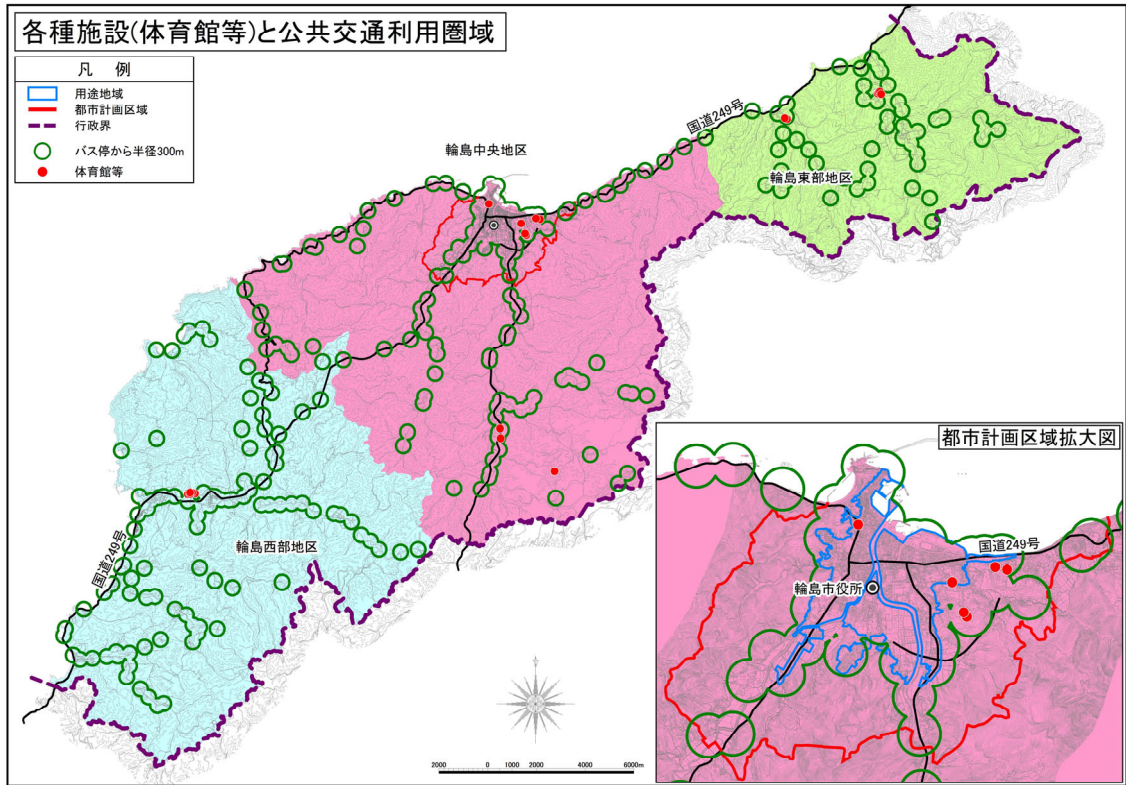 各種施設(体育館等)と公共交通利用圏域
凡　例
用途地域
都市計画区域
行政界
バス停から半径300m
体育館等
国道249号
輪島中央地区
輪島東部地区
輪島西部地区
国道249号
2000 1000 0 2000 4000 6000m
都市計画区域拡大図
国道249号
輪島市役所